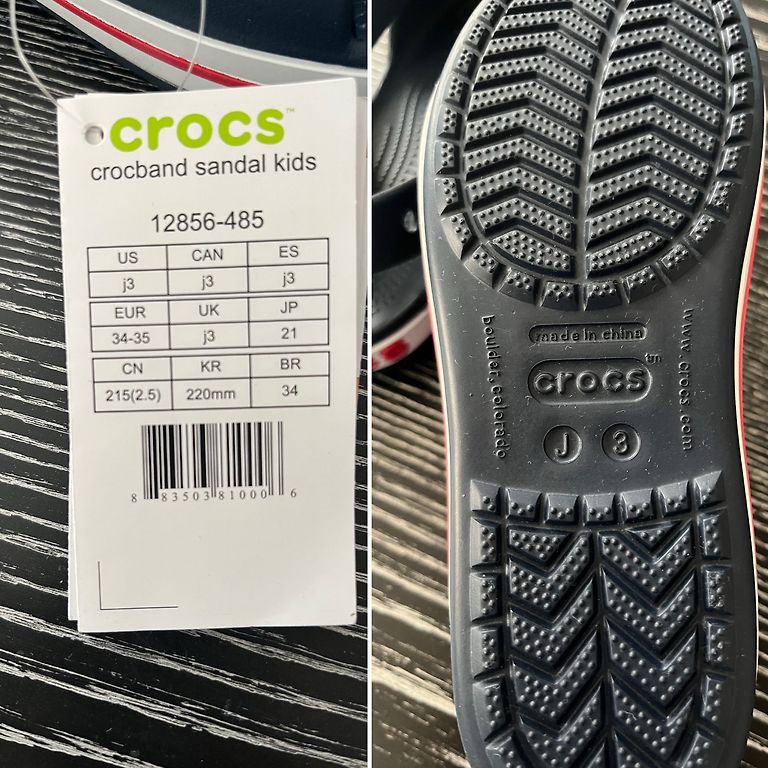 crocs™
crocband sandal kids
12856-485
US CAN ES
j3 j3 j3
EUR UK JP
34-35 j3 21
CN KR BR
215(2.5) 220mm 34
8 83503 81000 6
made in china
crocs™
J 3
boulder, colorado
www.crocs.com